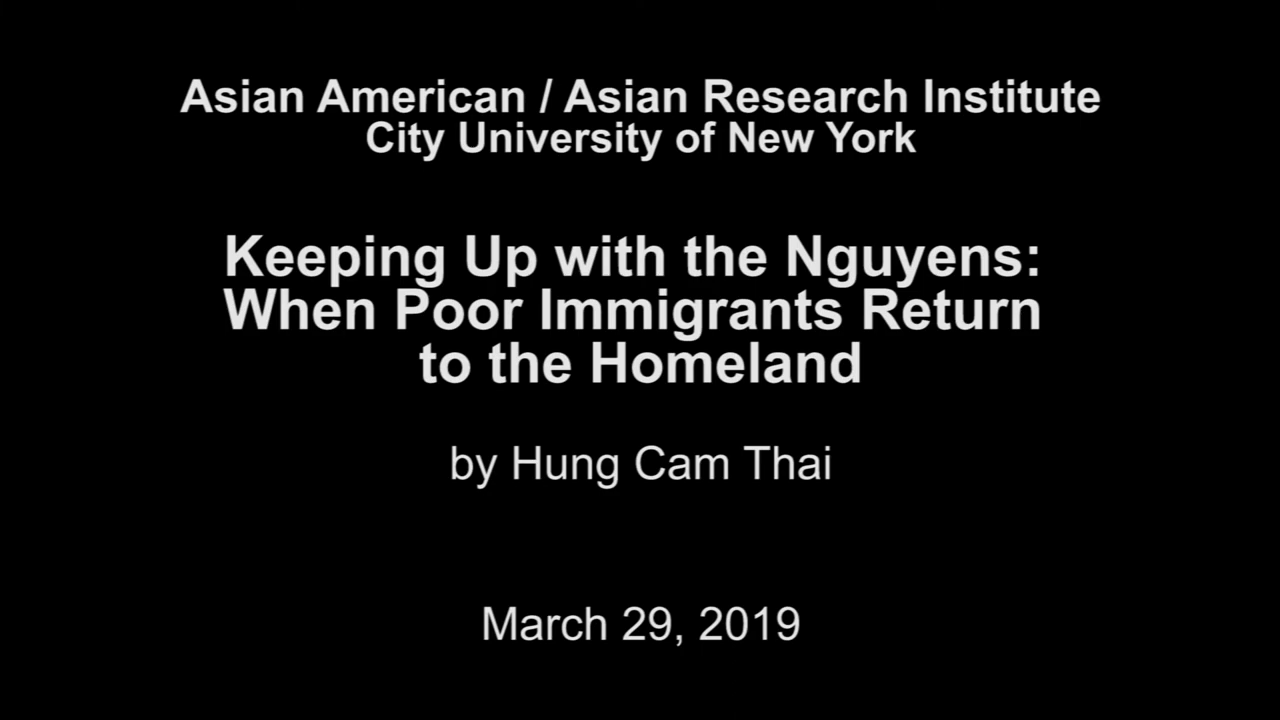 Asian American / Asian Research Institute
City University of New York
Keeping Up with the Nguyens:
When Poor Immigrants Return
to the Homeland
by Hung Cam Thai
March 29, 2019